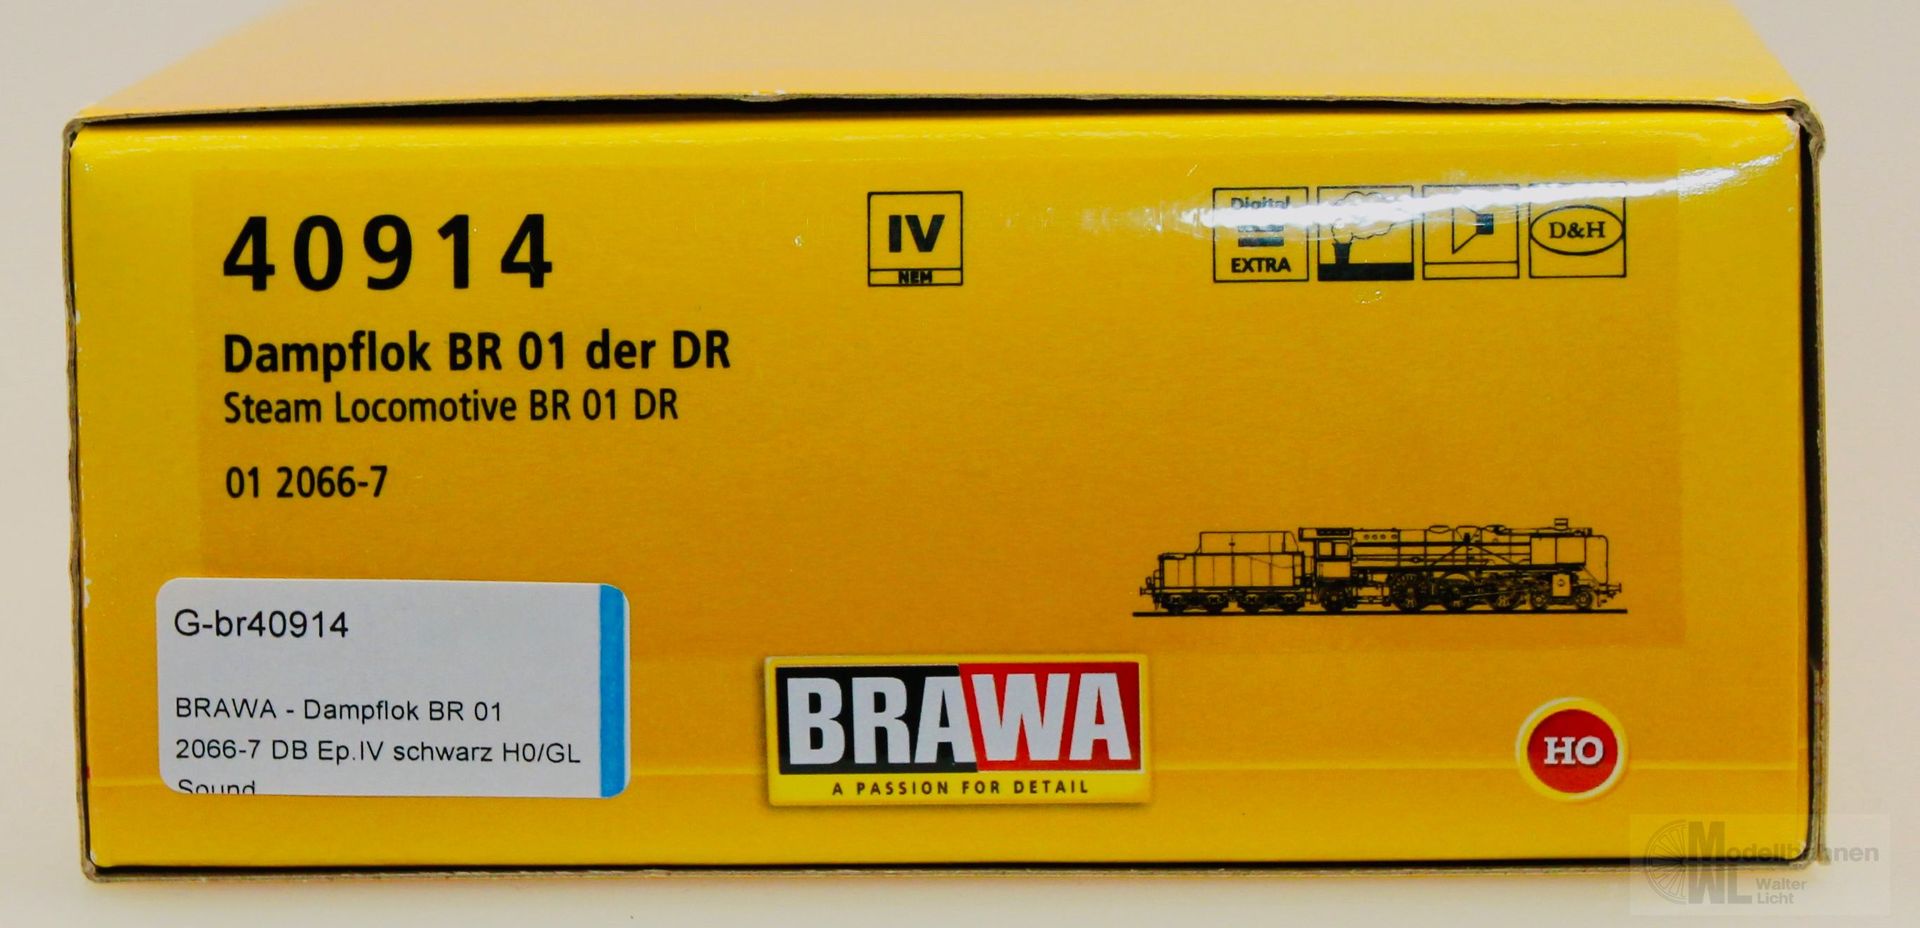 40914
IV
NEM
Digital
EXTRA
D&H
Dampflok BR 01 der DR
Steam Locomotive BR 01 DR
01 2066-7
G-br40914
BRAWA - Dampflok BR 01
2066-7 DB Ep.IV schwarz H0/GL
Sound
BRAWA
A PASSION FOR DETAIL
HO
Modellbahnen
WL Walter
Licht